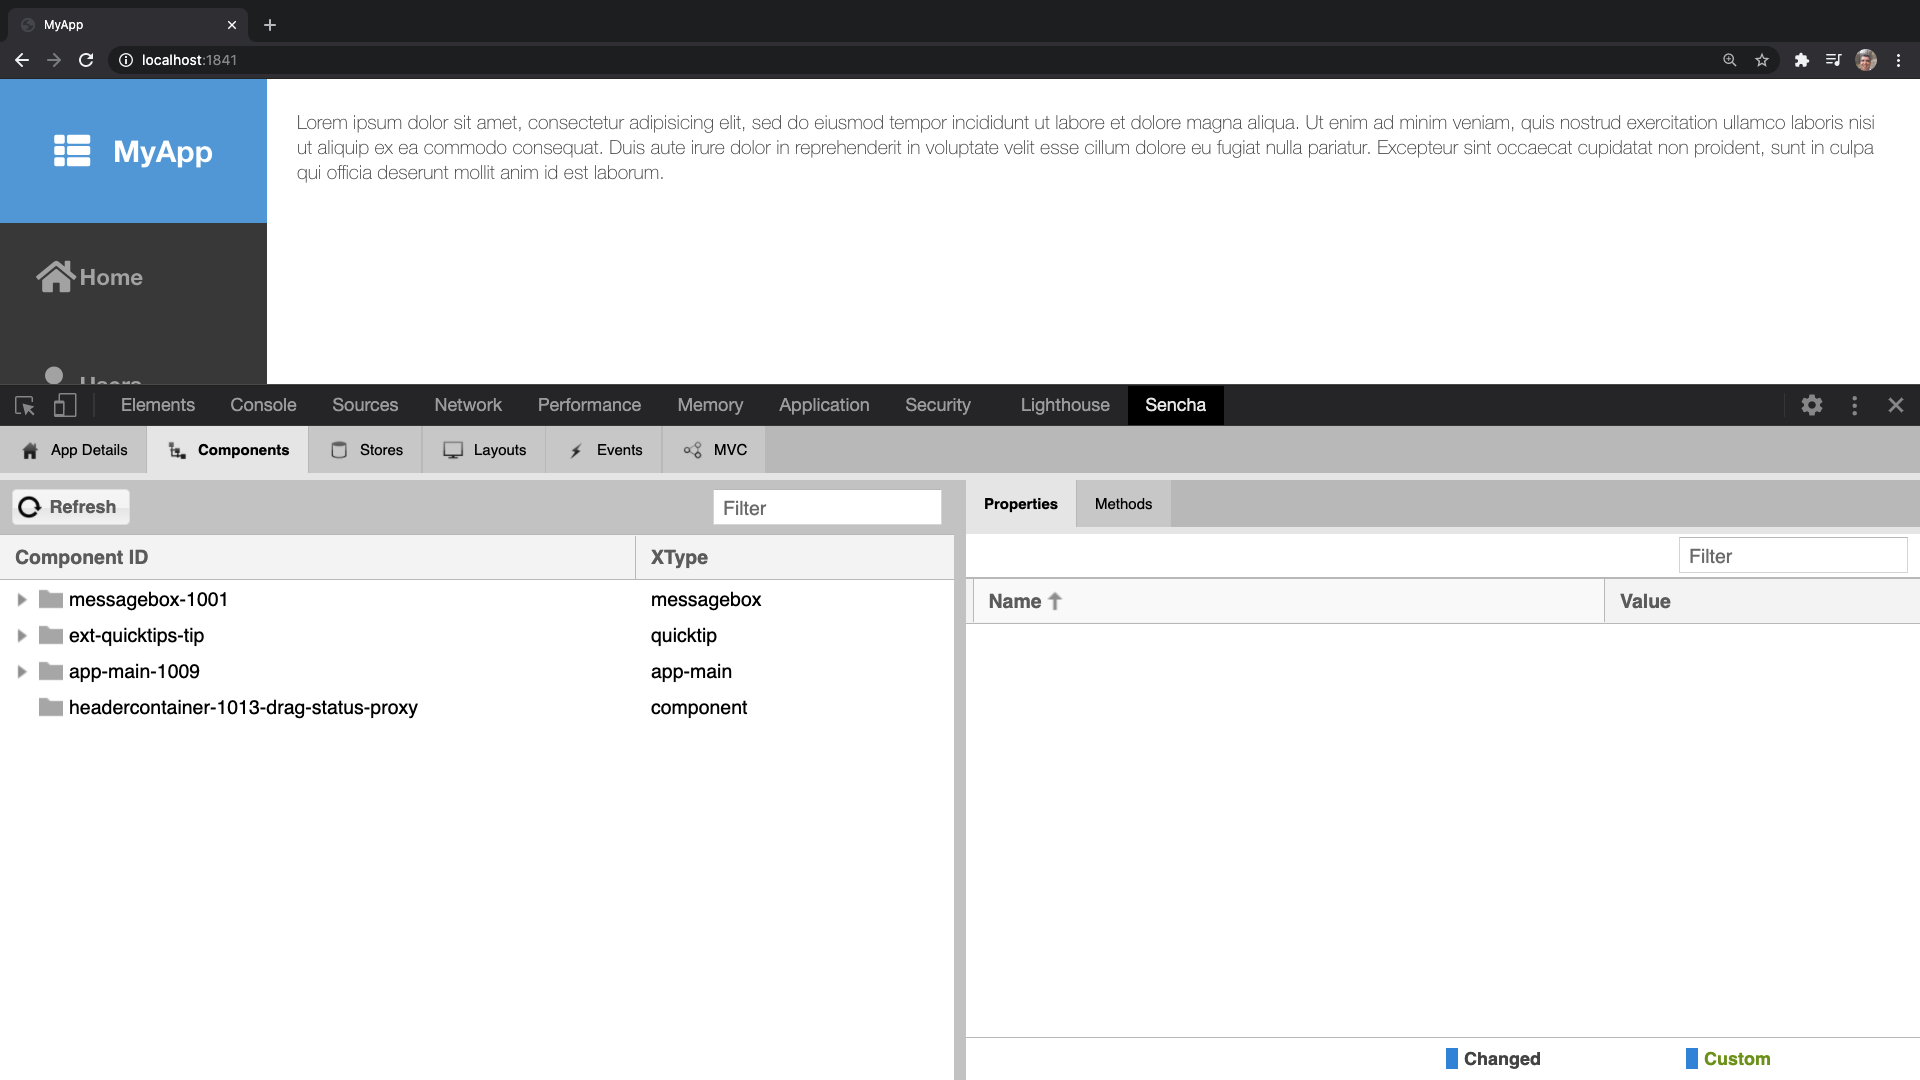 MyApp
localhost:1841
MyApp
Lorem ipsum dolor sit amet, consectetur adipisicing elit, sed do eiusmod tempor incididunt ut labore et dolore magna aliqua. Ut enim ad minim veniam, quis nostrud exercitation ullamco laboris nisi
ut aliquip ex ea commodo consequat. Duis aute irure dolor in reprehenderit in voluptate velit esse cillum dolore eu fugiat nulla pariatur. Excepteur sint occaecat cupidatat non proident, sunt in culpa
qui officia deserunt mollit anim id est laborum.
Home
Users
Elements Console Sources Network Performance Memory Application Security Lighthouse Sencha
App Details Components Stores Layouts Events MVC
Refresh Filter
Component ID XType
messagebox-1001 messagebox
ext-quicktips-tip quicktip
app-main-1009 app-main
headercontainer-1013-drag-status-proxy component
Properties Methods
Filter
Name Value
Changed Custom